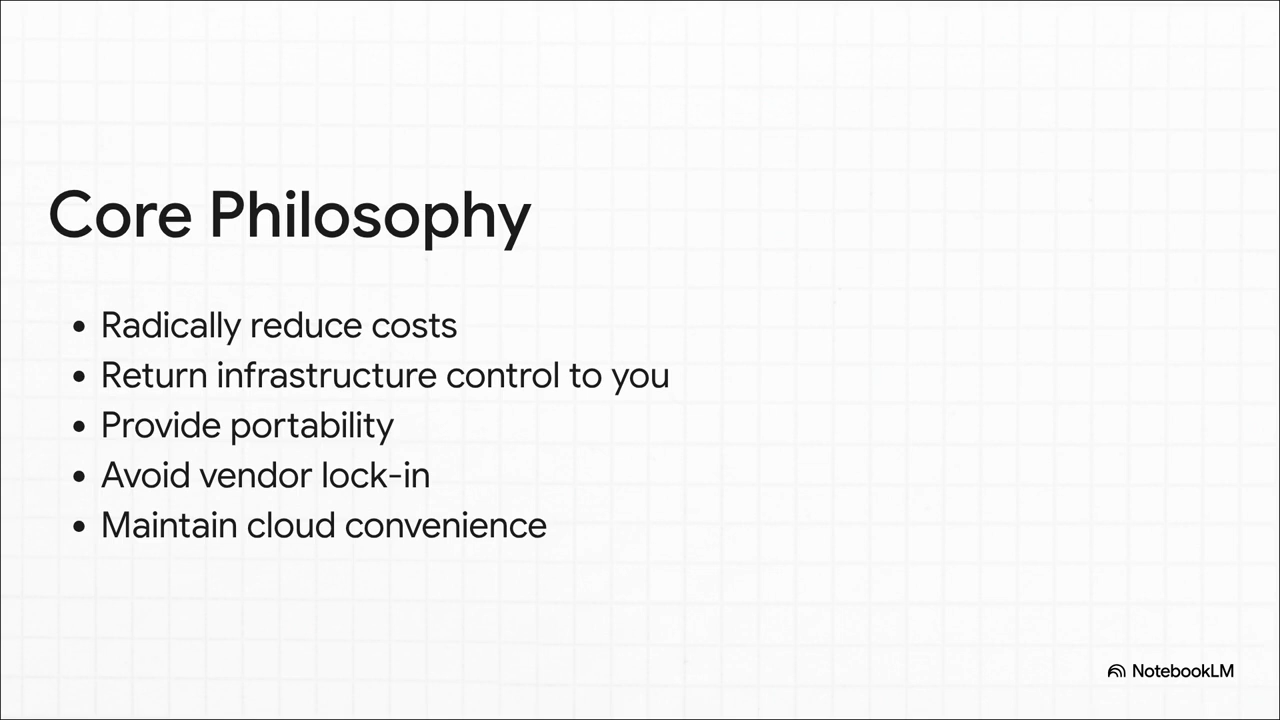 Core Philosophy
• Radically reduce costs
• Return infrastructure control to you
• Provide portability
• Avoid vendor lock-in
• Maintain cloud convenience
NotebookLM